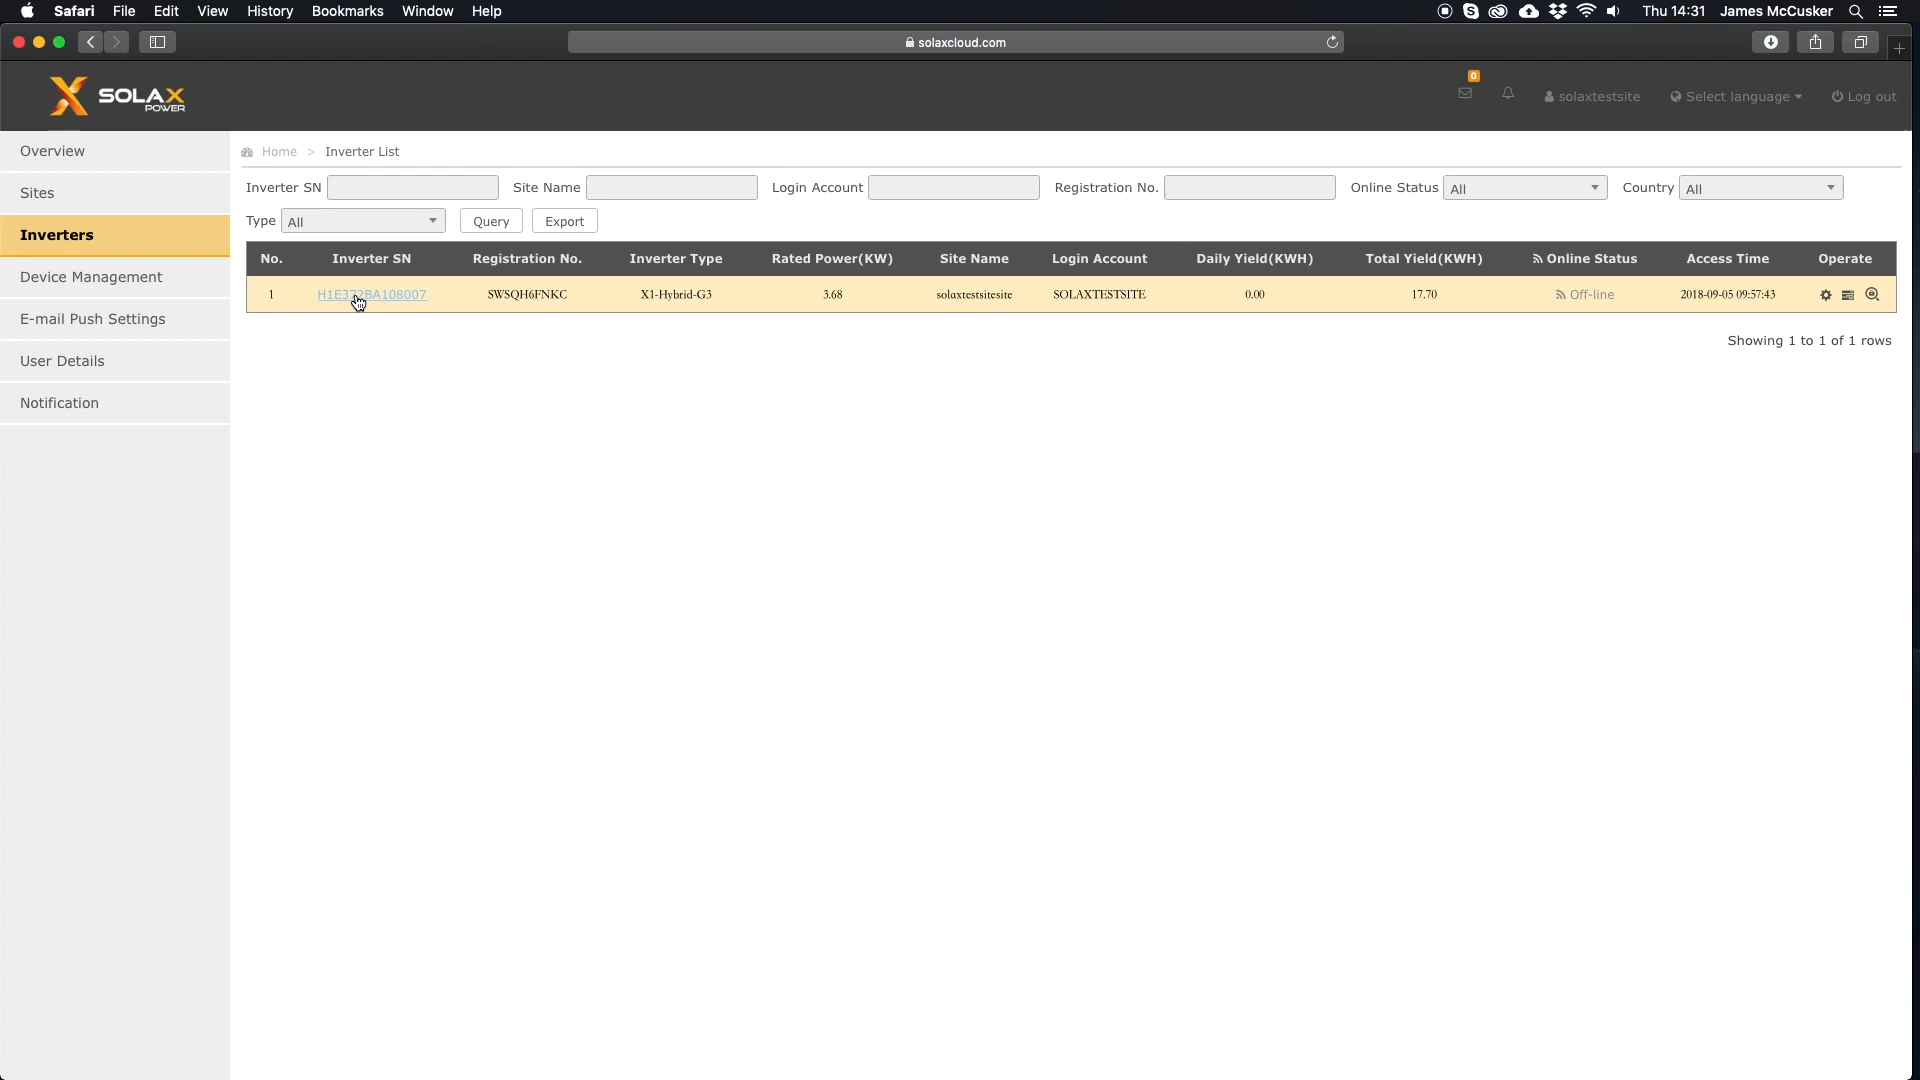 Safari File Edit View History Bookmarks Window Help Thu 14:31 James McCusker
solaxcloud.com
SOLAX POWER
0
solaxtestsite Select language Log out
Overview
Sites
Inverters
Device Management
E-mail Push Settings
User Details
Notification
Home > Inverter List
Inverter SN Site Name Login Account Registration No. Online Status All Country All
Type All Query Export
No. Inverter SN Registration No. Inverter Type Rated Power(KW) Site Name Login Account Daily Yield(KWH) Total Yield(KWH) Online Status Access Time Operate
1 H1E372BA108007 SWSQH6FNKC X1-Hybrid-G3 3.68 solaxtestsitesite SOLAXTESTSITE 0.00 17.70 Off-line 2018-09-05 09:57:43
Showing 1 to 1 of 1 rows